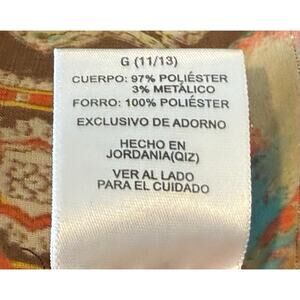 G (11/13)
CUERPO: 97% POLIÉSTER
3% METÁLICO
FORRO: 100% POLIÉSTER
EXCLUSIVO DE ADORNO
HECHO EN
JORDANIA(QIZ)
VER AL LADO
PARA EL CUIDADO